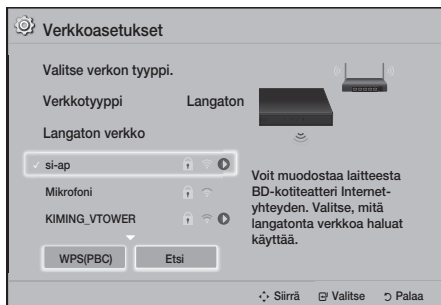 Verkkoasetukset
Valitse verkon tyyppi.
Verkkotyyppi Langaton
Langaton verkko
si-ap
Mikrofoni
KIMING_VTOWER
WPS(PBC) Etsi
Voit muodostaa laitteesta
BD-kotiteatteri Internet-
yhteyden. Valitse, mitä
langatonta verkkoa haluat
käyttää.
Siirrä Valitse Palaa